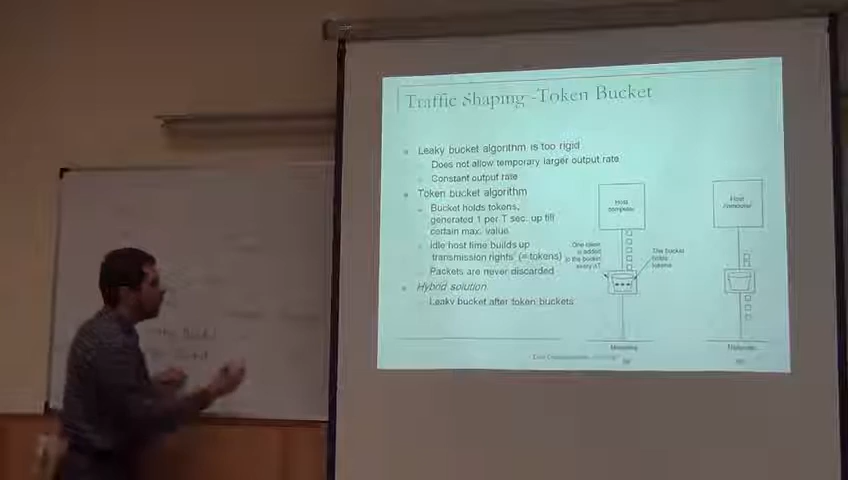 Traffic Shaping -Token Bucket
Leaky bucket algorithm is too rigid
Does not allow temporary larger output rate
Constant output rate
Token bucket algorithm
Bucket holds tokens,
generated 1 per T sec. up till
certain max. value
Idle host time builds up
'transmission rights' (= tokens)
Packets are never discarded
Hybrid solution
Leaky bucket after token buckets
Host
computer
One token
is added
to the bucket
every ΔT
The bucket
holds
tokens
Host
computer